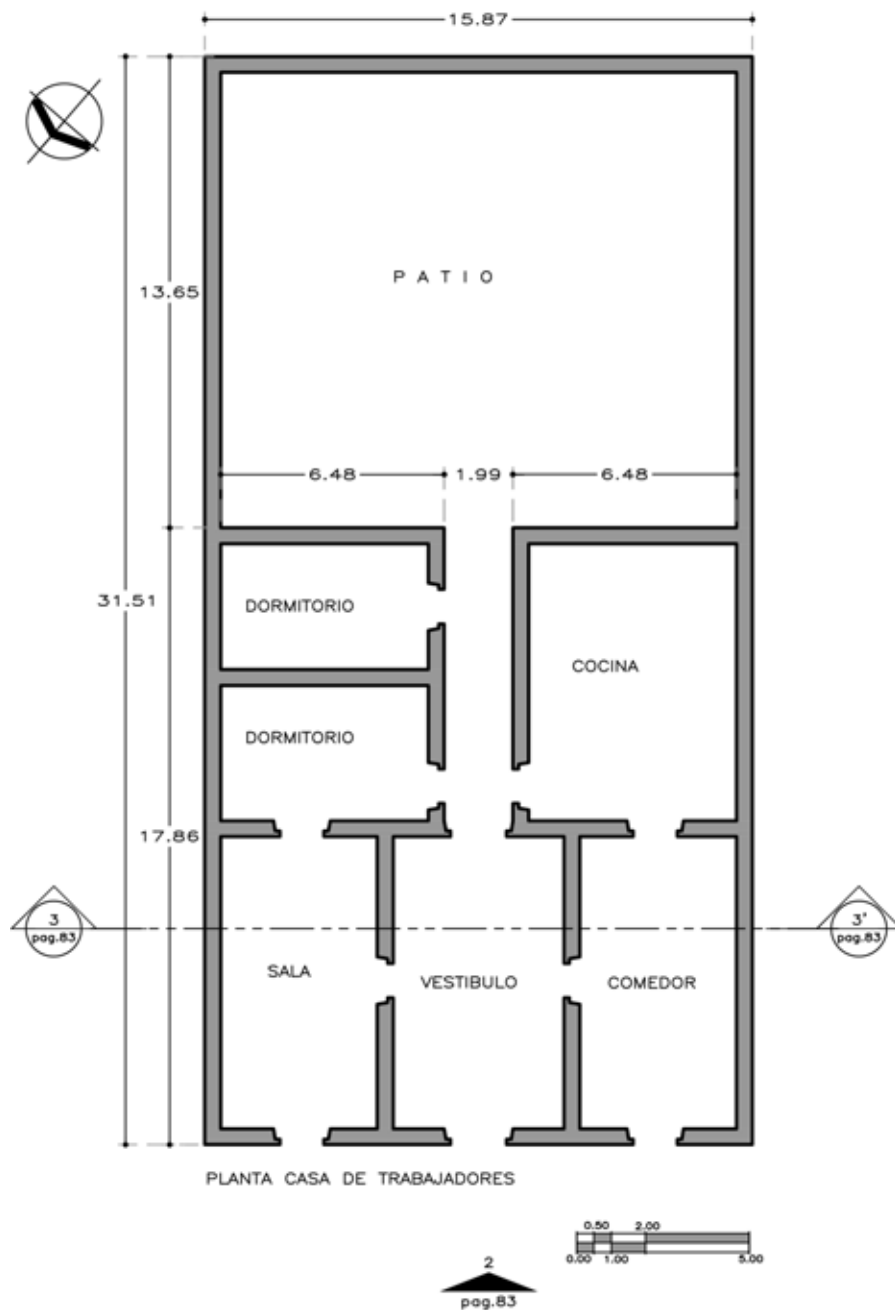 15.87
13.65
P A T I O
6.48 1.99 6.48
31.51
DORMITORIO
COCINA
DORMITORIO
17.86
3
pag.83
3'
pag.83
SALA
VESTIBULO
COMEDOR
PLANTA CASA DE TRABAJADORES
0.50 2.00
0.00 1.00 5.00
2
pag.83